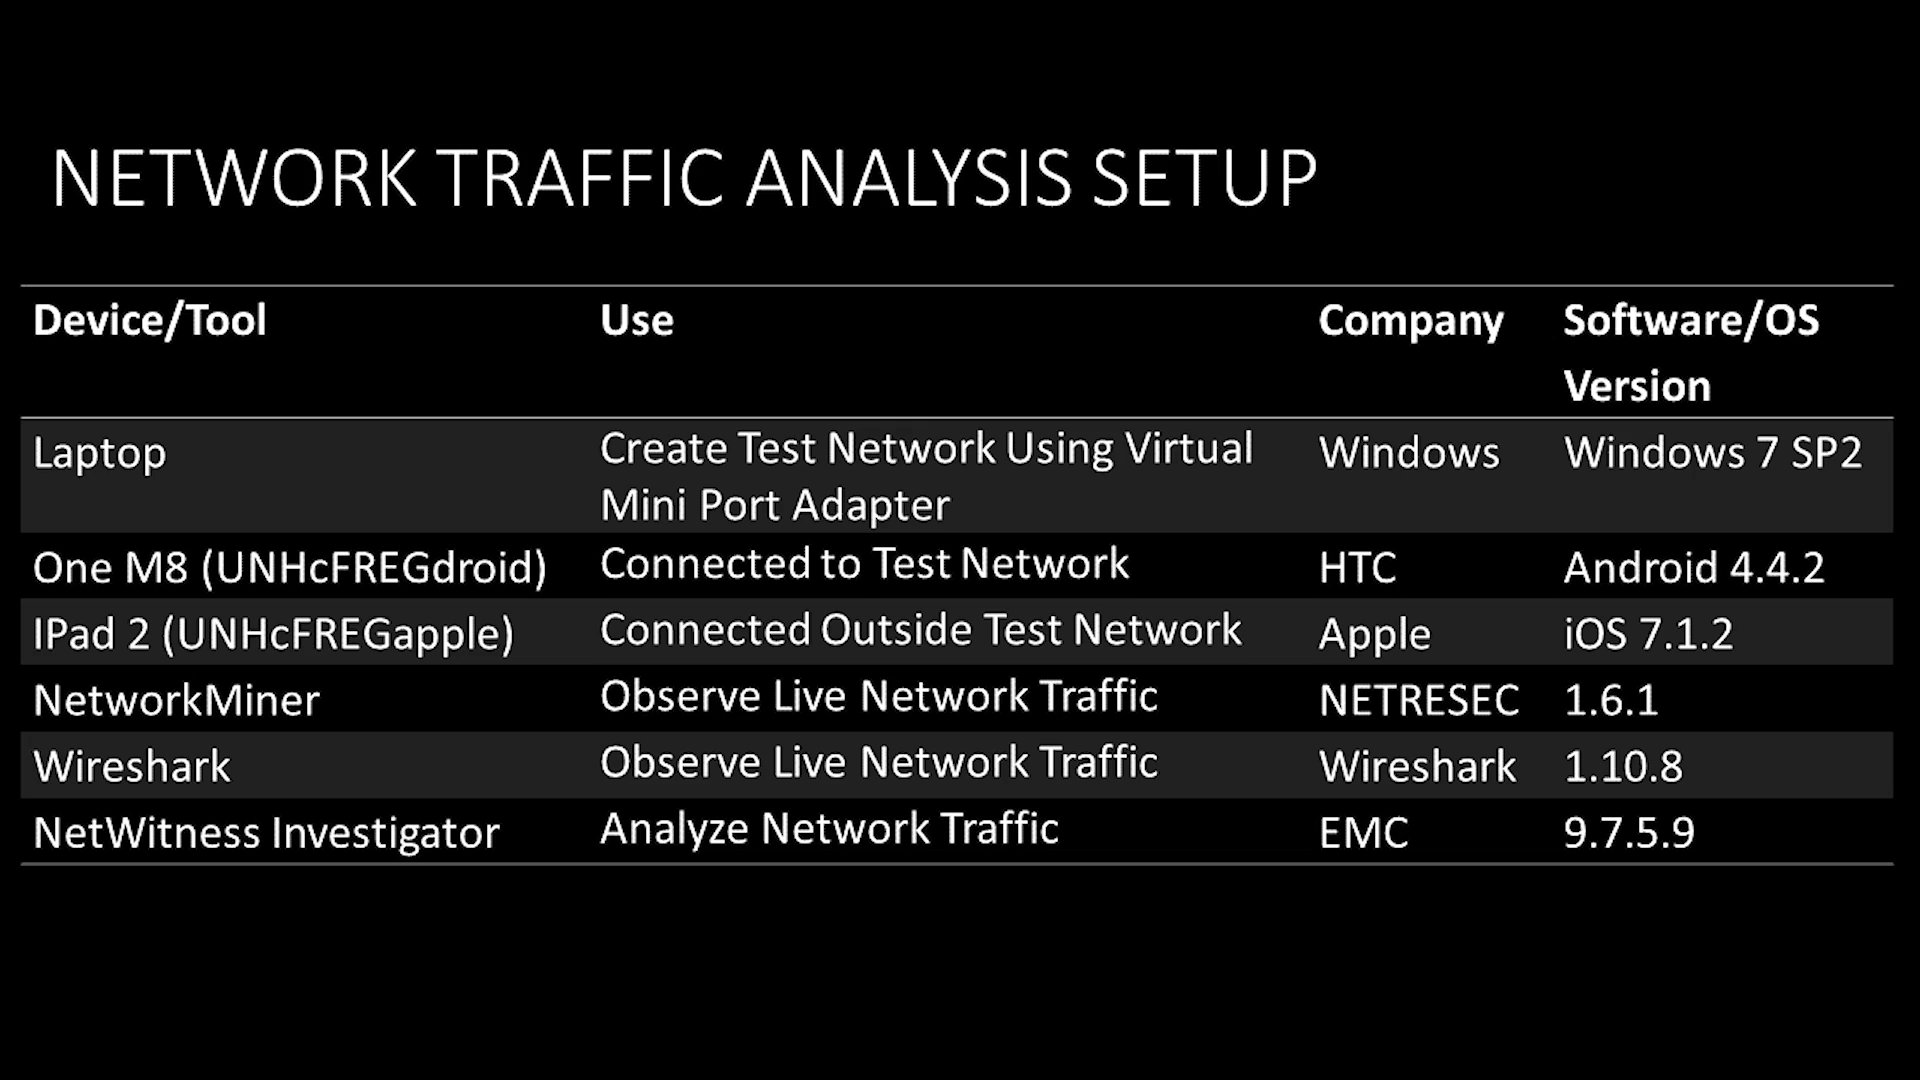 NETWORK TRAFFIC ANALYSIS SETUP
Device/Tool Use Company Software/OS
Version
Laptop Create Test Network Using Virtual Windows Windows 7 SP2
Mini Port Adapter
One M8 (UNHcFREGdroid) Connected to Test Network HTC Android 4.4.2
IPad 2 (UNHcFREGapple) Connected Outside Test Network Apple iOS 7.1.2
NetworkMiner Observe Live Network Traffic NETRESEC 1.6.1
Wireshark Observe Live Network Traffic Wireshark 1.10.8
NetWitness Investigator Analyze Network Traffic EMC 9.7.5.9